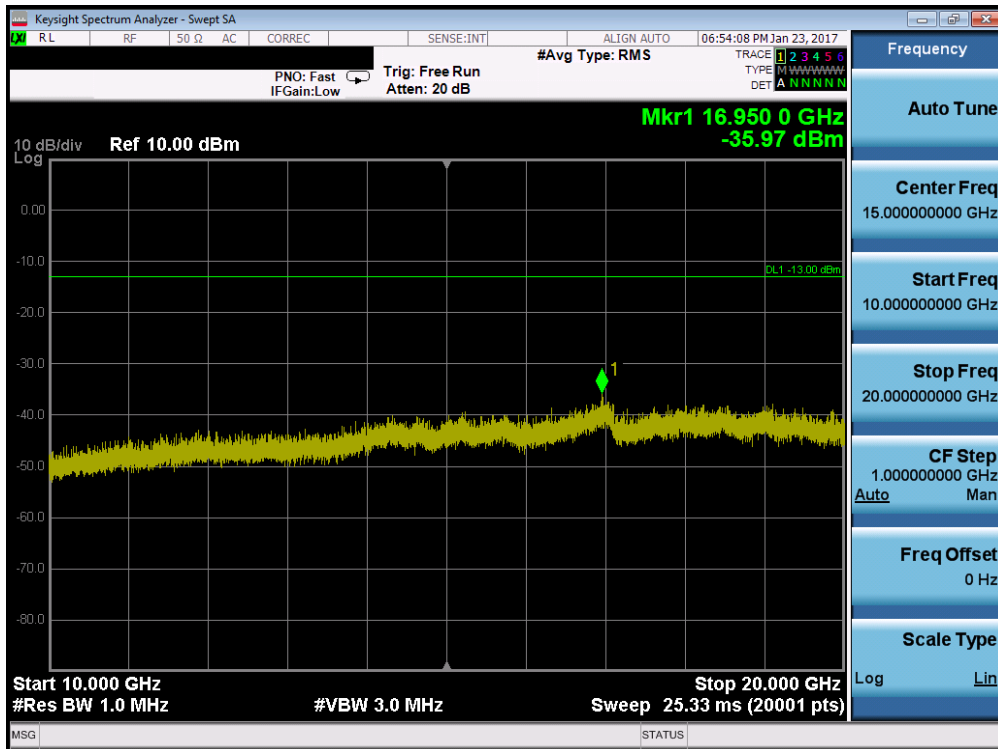 Keysight Spectrum Analyzer - Swept SA
LXI RL RF 50 Ω AC CORREC SENSE:INT ALIGN AUTO 06:54:08 PM Jan 23, 2017
Frequency
#Avg Type: RMS
TRACE 1 2 3 4 5 6
PNO: Fast Trig: Free Run
TYPE M W W W W W
IFGain:Low Atten: 20 dB
DET A N N N N N
Auto Tune
Mkr1 16.950 0 GHz
-35.97 dBm
10 dB/div Ref 10.00 dBm
Log
0.00
-10.0
-20.0
-30.0
-40.0
-50.0
-60.0
-70.0
-80.0
DL1 -13.00 dBm
1
Center Freq
15.000000000 GHz
Start Freq
10.000000000 GHz
Stop Freq
20.000000000 GHz
CF Step
1.000000000 GHz
Auto Man
Freq Offset
0 Hz
Scale Type
Log Lin
Start 10.000 GHz Stop 20.000 GHz
#Res BW 1.0 MHz #VBW 3.0 MHz Sweep 25.33 ms (20001 pts)
MSG STATUS